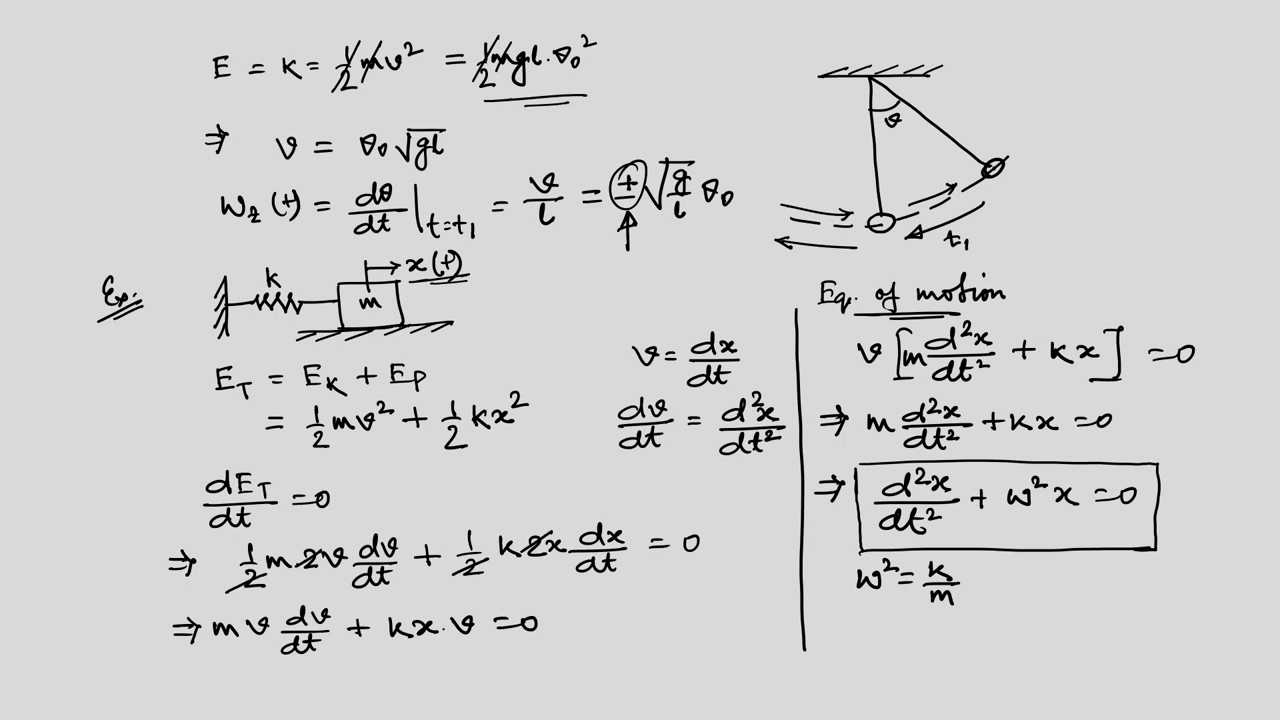 E = K = ½mv² = ½mgl·θ₀²
⇒ v = θ₀√gl
θ
ω_z(t) = dθ/dt |_{t=t₁} = v/l = ±√(g/l) θ₀
t₁
Ex.
k
m
x(t)
E_T = E_K + E_P
= ½mv² + ½kx²
dE_T/dt = 0
⇒ ½m2v dv/dt + ½k2x dx/dt = 0
⇒ mv dv/dt + kx·v = 0
v = dx/dt
dv/dt = d²x/dt²
Eq. of motion
v[m d²x/dt² + kx] = 0
⇒ m d²x/dt² + kx = 0
⇒ d²x/dt² + ω²x = 0
ω² = k/m